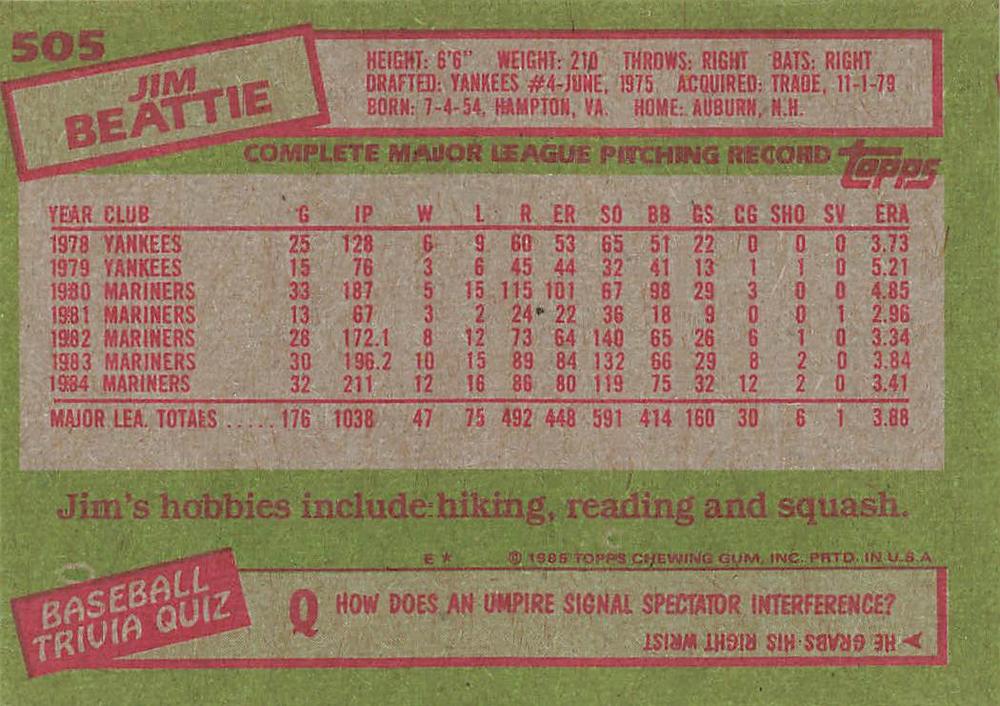 505
JIM
BEATTIE
HEIGHT: 6'6" WEIGHT: 210 THROWS: RIGHT BATS: RIGHT
DRAFTED: YANKEES #4-JUNE, 1975 ACQUIRED: TRADE, 11-1-79
BORN: 7-4-54, HAMPTON, VA. HOME: AUBURN, N.H.
COMPLETE MAJOR LEAGUE PITCHING RECORD topps
YEAR CLUB G IP W L R ER SO BB GS CG SHO SV ERA
1978 YANKEES 25 128 6 9 60 53 65 51 22 0 0 0 3.73
1979 YANKEES 15 76 3 6 45 44 32 41 13 1 1 0 5.21
1980 MARINERS 33 187 5 15 115 101 67 98 29 3 0 0 4.85
1981 MARINERS 13 67 3 2 24 22 36 18 9 0 0 1 2.96
1982 MARINERS 28 172.1 8 12 73 64 140 65 26 6 1 0 3.34
1983 MARINERS 30 196.2 10 15 89 84 132 66 29 8 2 0 3.84
1984 MARINERS 32 211 12 16 86 80 119 75 32 12 2 0 3.41
MAJOR LEA. TOTALS ..... 176 1038 47 75 492 448 591 414 160 30 6 1 3.88
Jim's hobbies include hiking, reading and squash.
E * © 1985 TOPPS CHEWING GUM, INC. PRTD. IN U.S.A
BASEBALL
TRIVIA QUIZ
Q HOW DOES AN UMPIRE SIGNAL SPECTATOR INTERFERENCE?
A HE GRABS HIS RIGHT WRIST